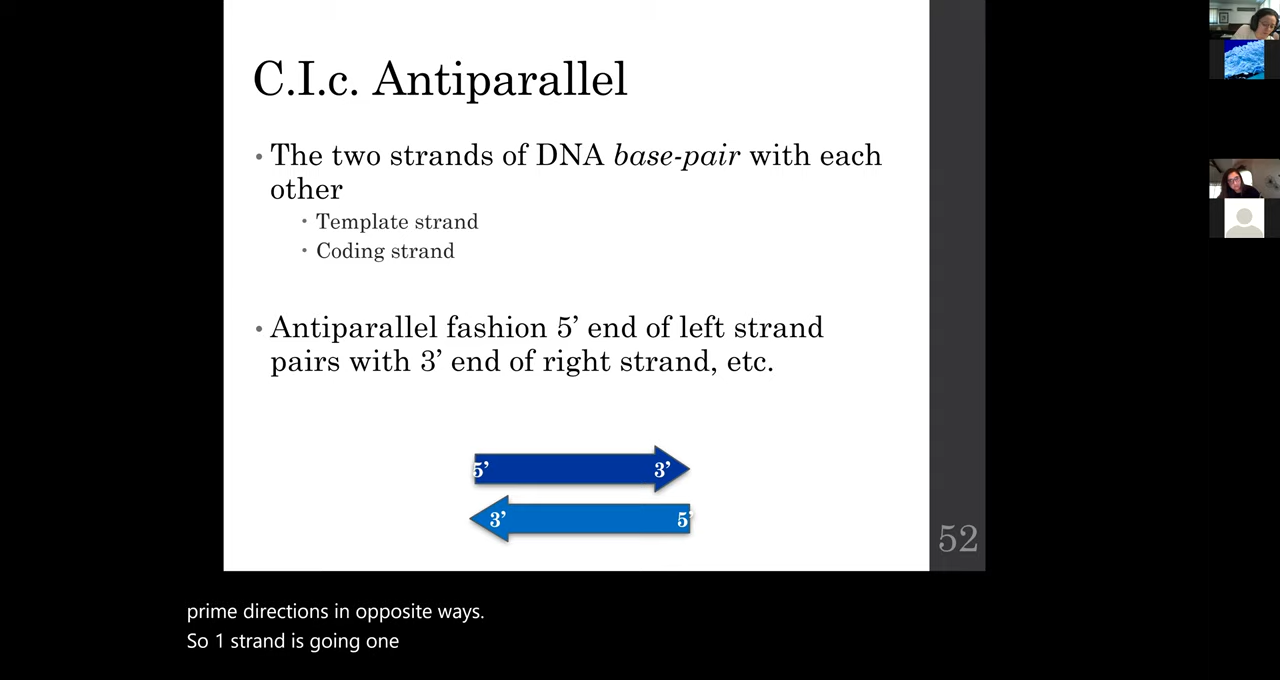 C.I.c. Antiparallel
• The two strands of DNA base-pair with each
other
• Template strand
• Coding strand
• Antiparallel fashion 5’ end of left strand
pairs with 3’ end of right strand, etc.
5’ 3’
3’ 5’
52
prime directions in opposite ways.
So 1 strand is going one